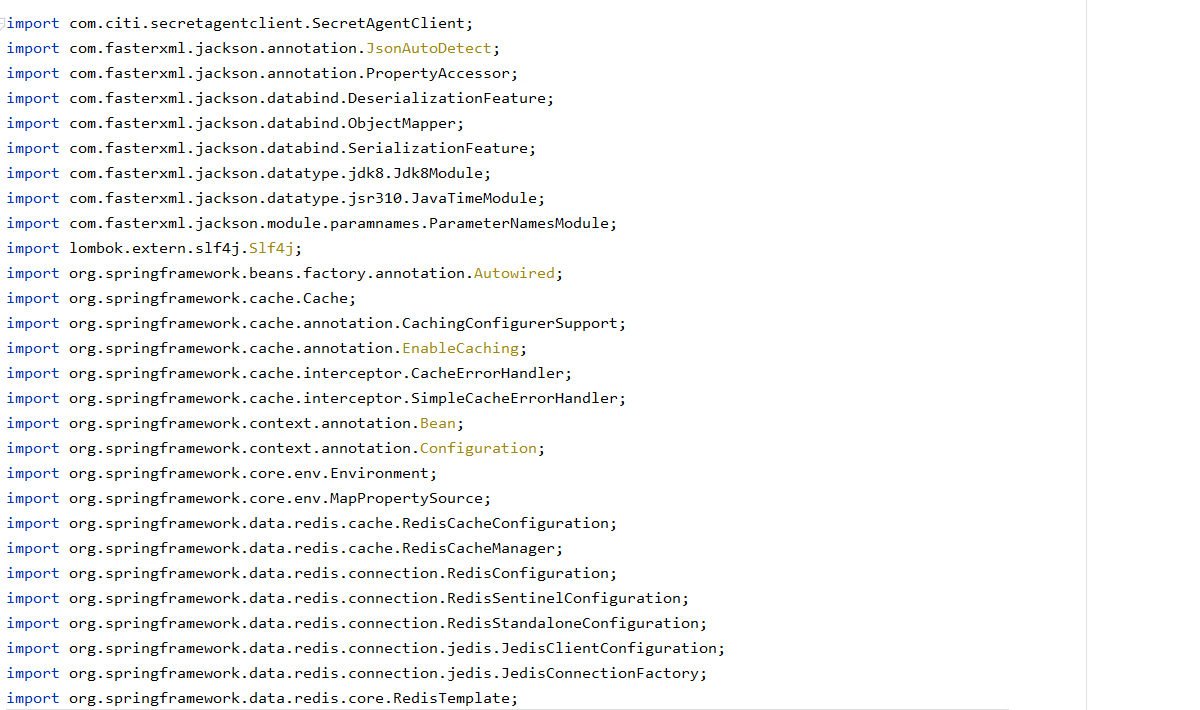 import com.citi.secretagentclient.SecretAgentClient;
import com.fasterxml.jackson.annotation.JsonAutoDetect;
import com.fasterxml.jackson.annotation.PropertyAccessor;
import com.fasterxml.jackson.databind.DeserializationFeature;
import com.fasterxml.jackson.databind.ObjectMapper;
import com.fasterxml.jackson.databind.SerializationFeature;
import com.fasterxml.jackson.datatype.jdk8.Jdk8Module;
import com.fasterxml.jackson.datatype.jsr310.JavaTimeModule;
import com.fasterxml.jackson.module.paramnames.ParameterNamesModule;
import lombok.extern.slf4j.Slf4j;
import org.springframework.beans.factory.annotation.Autowired;
import org.springframework.cache.Cache;
import org.springframework.cache.annotation.CachingConfigurerSupport;
import org.springframework.cache.annotation.EnableCaching;
import org.springframework.cache.interceptor.CacheErrorHandler;
import org.springframework.cache.interceptor.SimpleCacheErrorHandler;
import org.springframework.context.annotation.Bean;
import org.springframework.context.annotation.Configuration;
import org.springframework.core.env.Environment;
import org.springframework.core.env.MapPropertySource;
import org.springframework.data.redis.cache.RedisCacheConfiguration;
import org.springframework.data.redis.cache.RedisCacheManager;
import org.springframework.data.redis.connection.RedisConfiguration;
import org.springframework.data.redis.connection.RedisSentinelConfiguration;
import org.springframework.data.redis.connection.RedisStandaloneConfiguration;
import org.springframework.data.redis.connection.jedis.JedisClientConfiguration;
import org.springframework.data.redis.connection.jedis.JedisConnectionFactory;
import org.springframework.data.redis.core.RedisTemplate;